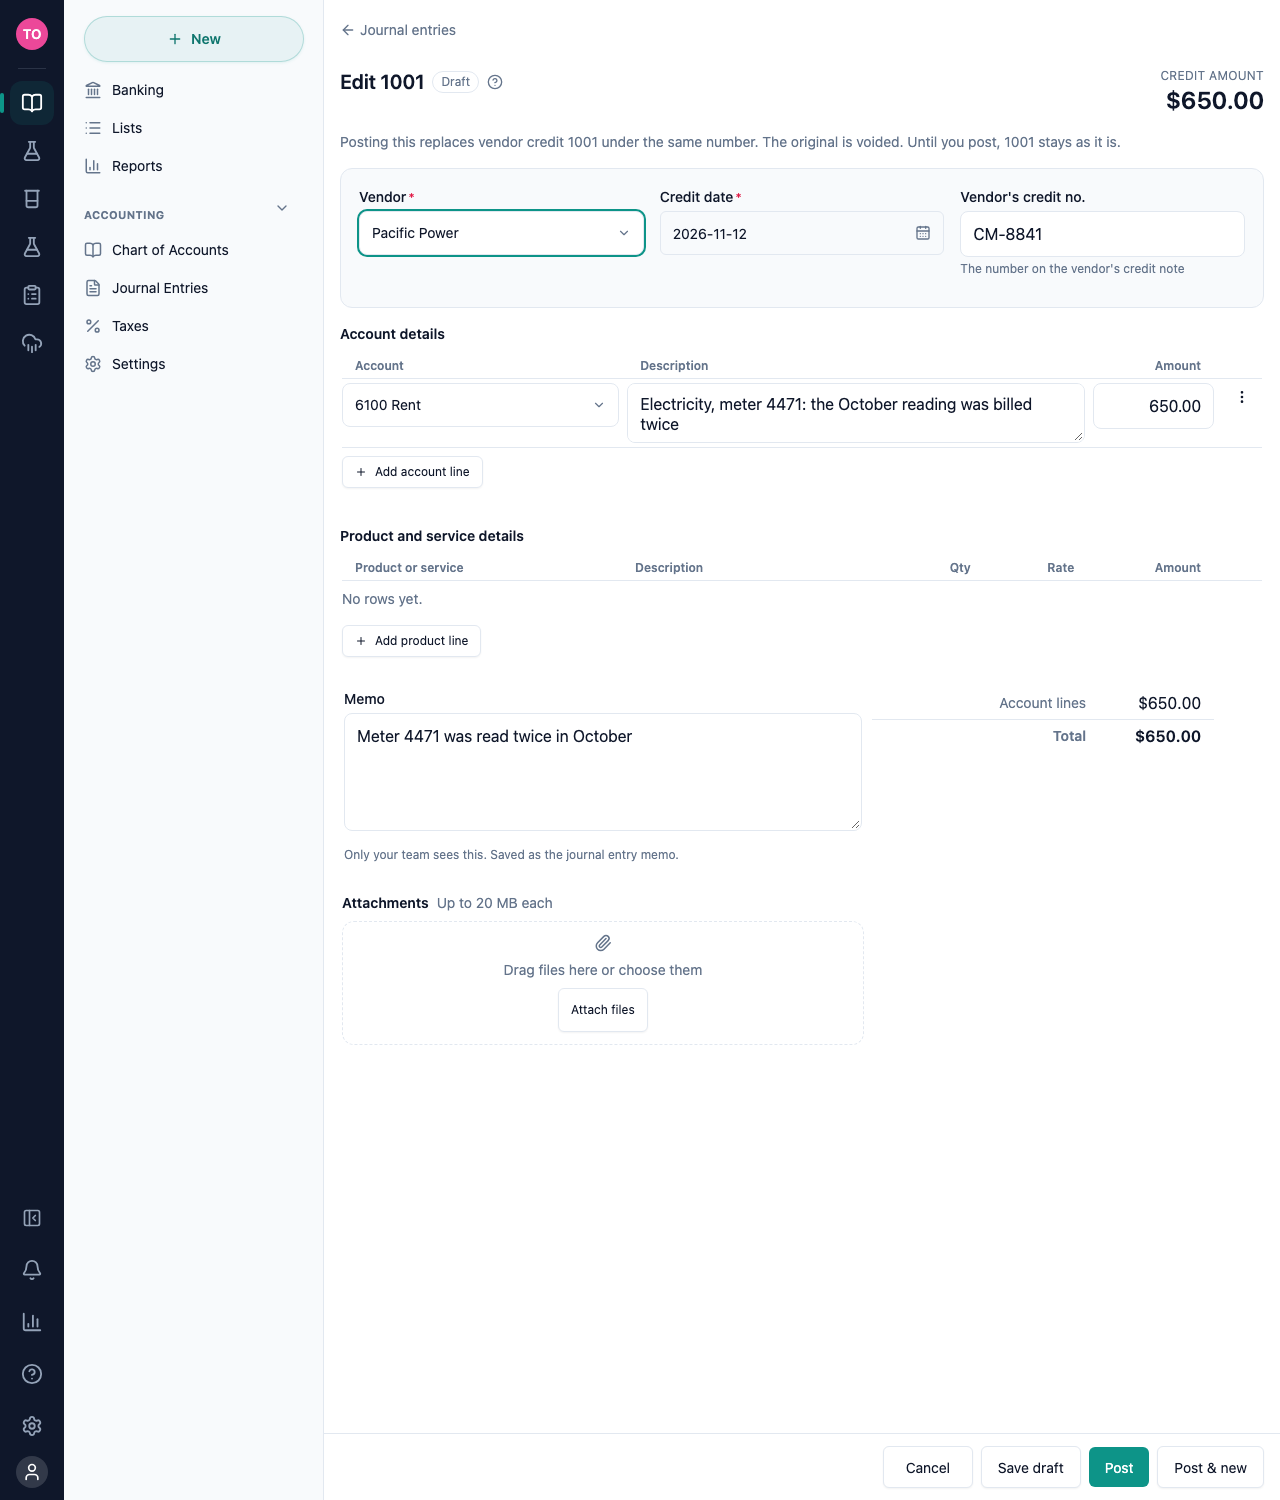 TO
New
Banking
Lists
Reports
ACCOUNTING
Chart of Accounts
Journal Entries
Taxes
Settings
Journal entries
Edit 1001
Draft
CREDIT AMOUNT
$650.00
Posting this replaces vendor credit 1001 under the same number. The original is voided. Until you post, 1001 stays as it is.
Vendor*
Credit date*
Vendor's credit no.
Pacific Power
2026-11-12
CM-8841
The number on the vendor's credit note
Account details
Account
Description
Amount
6100 Rent
Electricity, meter 4471: the October reading was billed
twice
650.00
Add account line
Product and service details
Product or service
Description
Qty
Rate
Amount
No rows yet.
Add product line
Memo
Meter 4471 was read twice in October
Only your team sees this. Saved as the journal entry memo.
Account lines
$650.00
Total
$650.00
Attachments Up to 20 MB each
Drag files here or choose them
Attach files
Cancel
Save draft
Post
Post & new